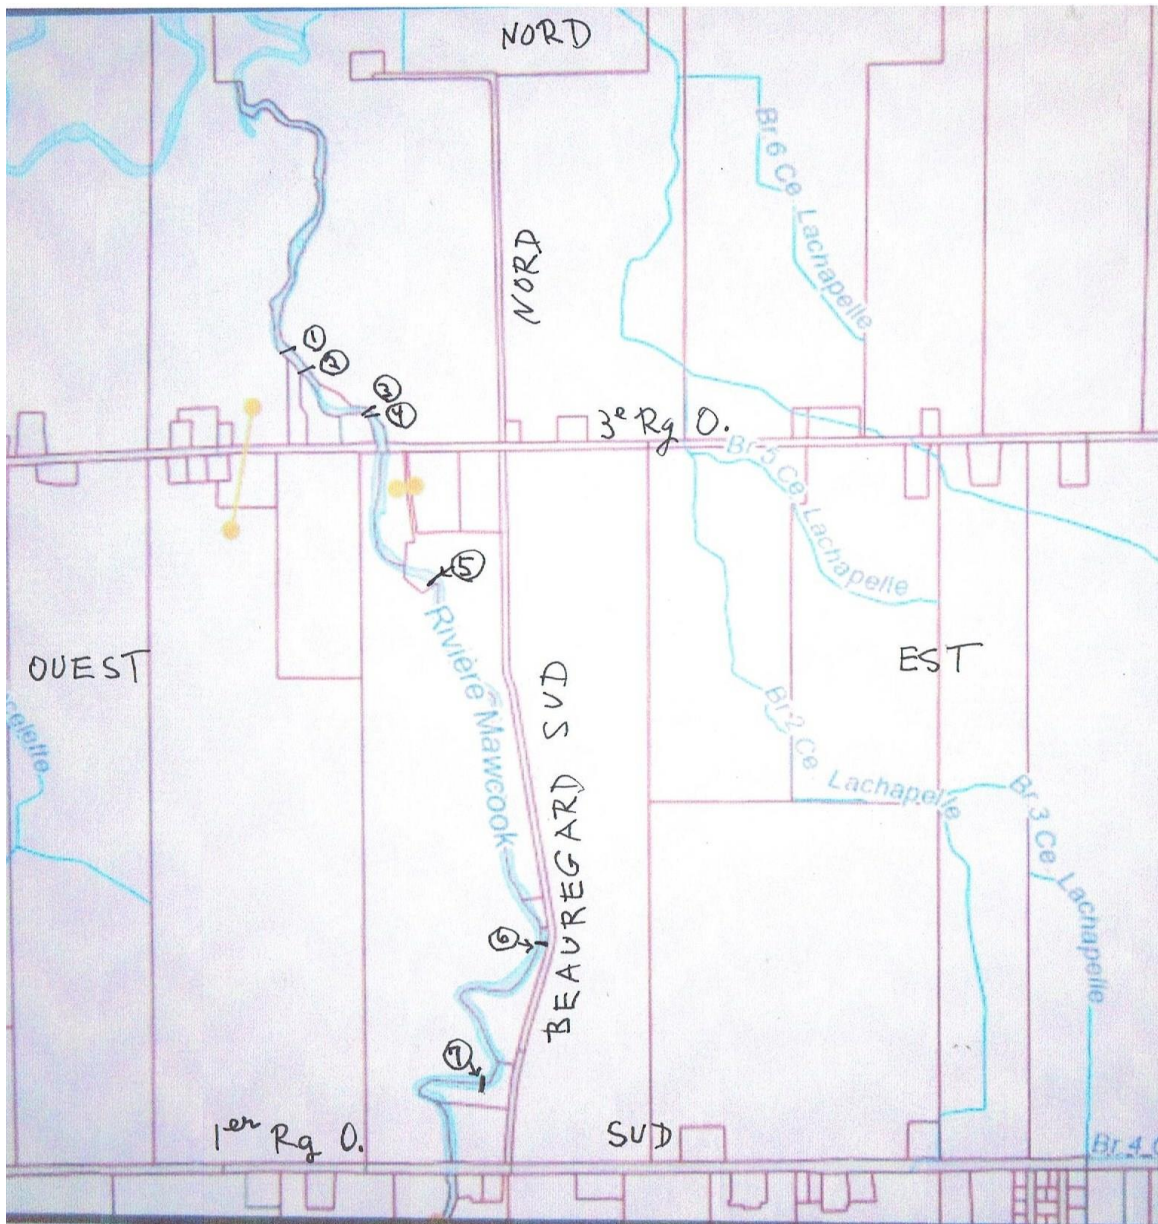 NORD
Br 6 Ce Lachapelle
NORD
①
②
③
④
3e Rg O.
Br 5 Ce Lachapelle
⑤
Rivière Mawcook
OUEST
EST
BEAUREGARD SUD
Br 2 Ce Lachapelle
Br 3 Ce Lachapelle
⑥
⑦
1er Rg O.
SUD
Br 4 C